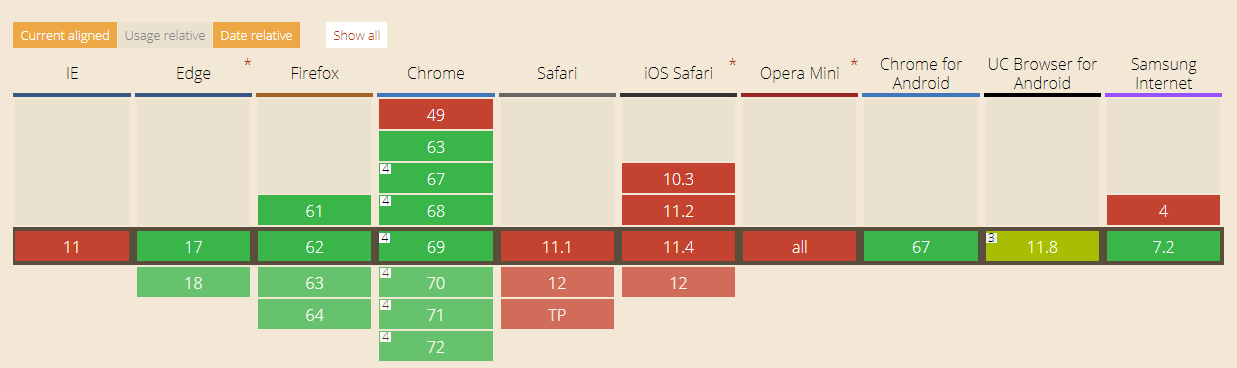 Current aligned Usage relative Date relative Show all
IE Edge * Firefox Chrome Safari iOS Safari * Opera Mini * Chrome for Android UC Browser for Android Samsung Internet
49
63
4 67 10.3
61 4 68 11.2 4
11 17 62 4 69 11.1 11.4 all 67 3 11.8 7.2
18 63 4 70 12 12
64 4 71 TP
4 72